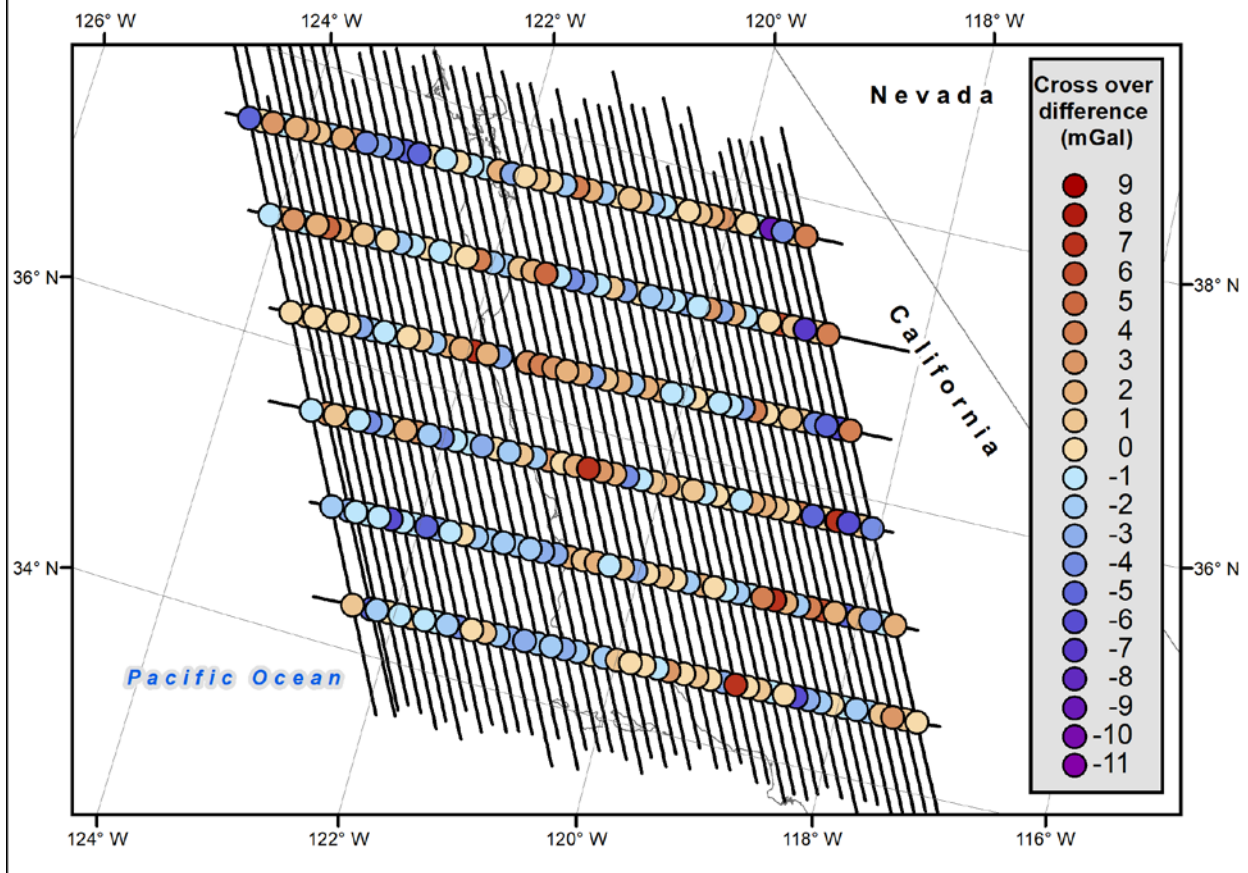 126° W 124° W 122° W 120° W 118° W
Nevada
Cross over
difference
(mGal)
9
8
7
6
5
4
3
2
1
0
-1
-2
-3
-4
-5
-6
-7
-8
-9
-10
-11
36° N
38° N
California
34° N
36° N
Pacific Ocean
124° W 122° W 120° W 118° W 116° W